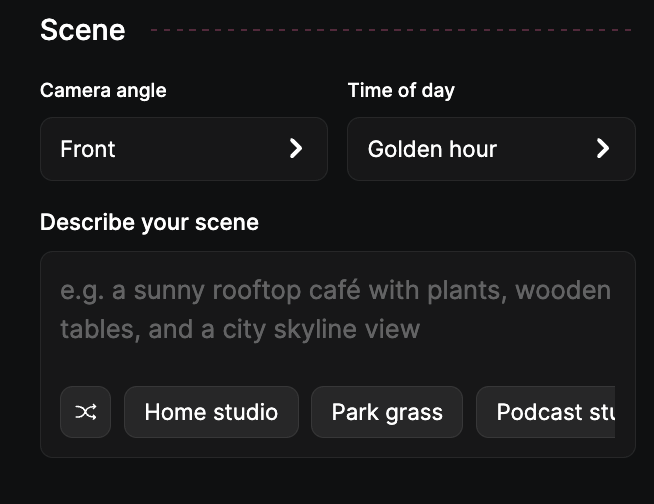 Scene
Camera angle
Time of day
Front
Golden hour
Describe your scene
e.g. a sunny rooftop café with plants, wooden
tables, and a city skyline view
Home studio
Park grass
Podcast